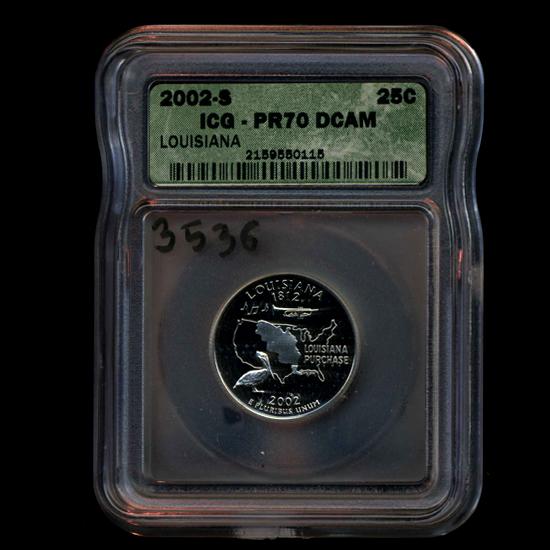 2002-S 25C
ICG - PR70 DCAM
LOUISIANA
2159550115
3536
LOUISIANA
1812
LOUISIANA
PURCHASE
2002
E PLURIBUS UNUM